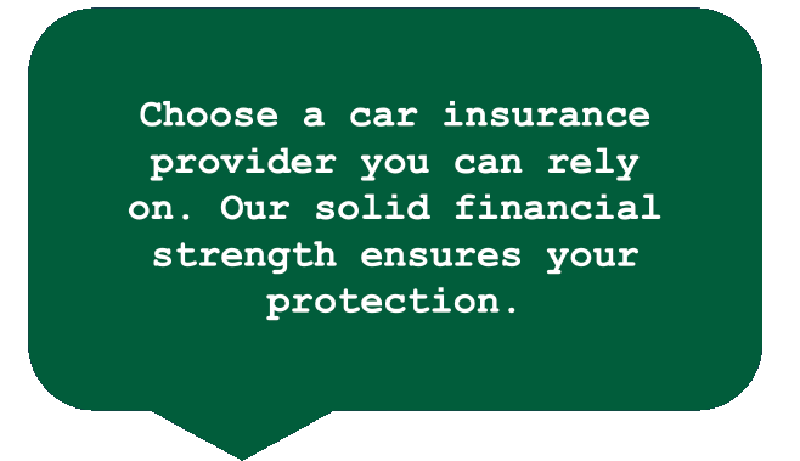 Choose a car insurance
provider you can rely
on. Our solid financial
strength ensures your
protection.